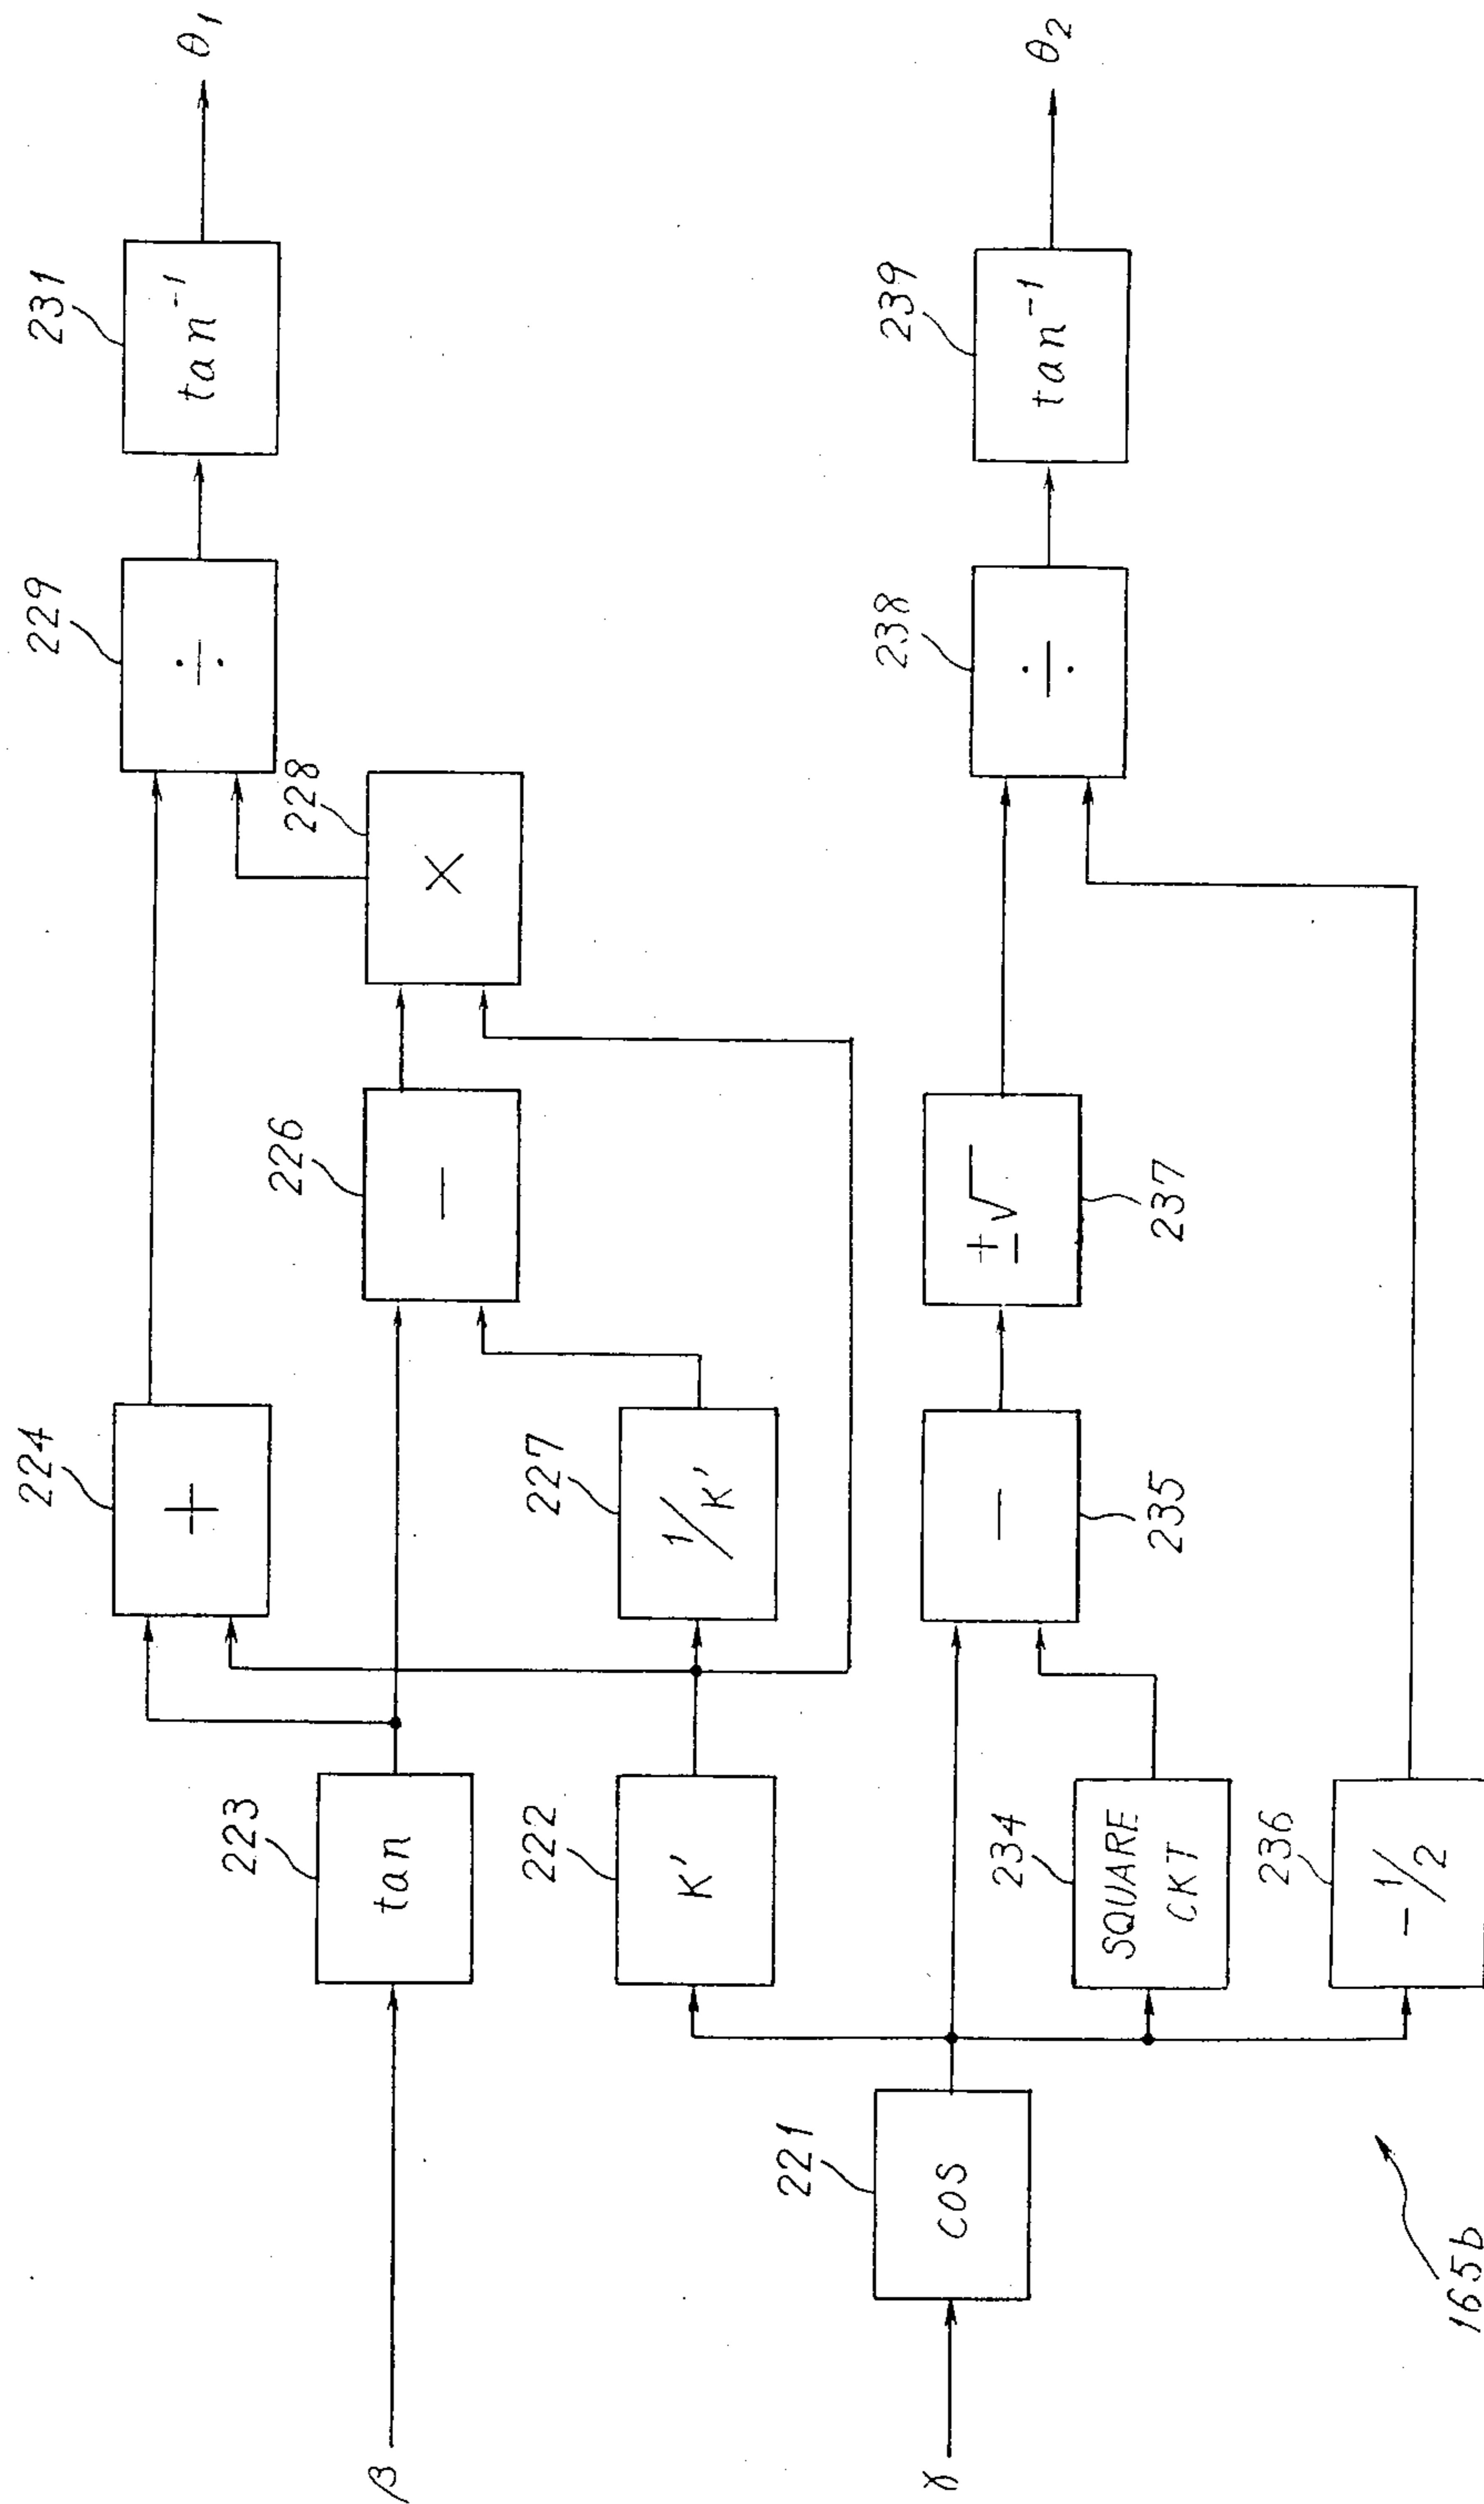 β
223
tan
224
+
226
−
228
×
229
÷
231
tan⁻¹
θ1
222
K'
227
1/K'
γ
221
cos
234
SQUARE
CKT
236
-1/2
235
−
237
±√
238
÷
239
tan⁻¹
θ2
165b